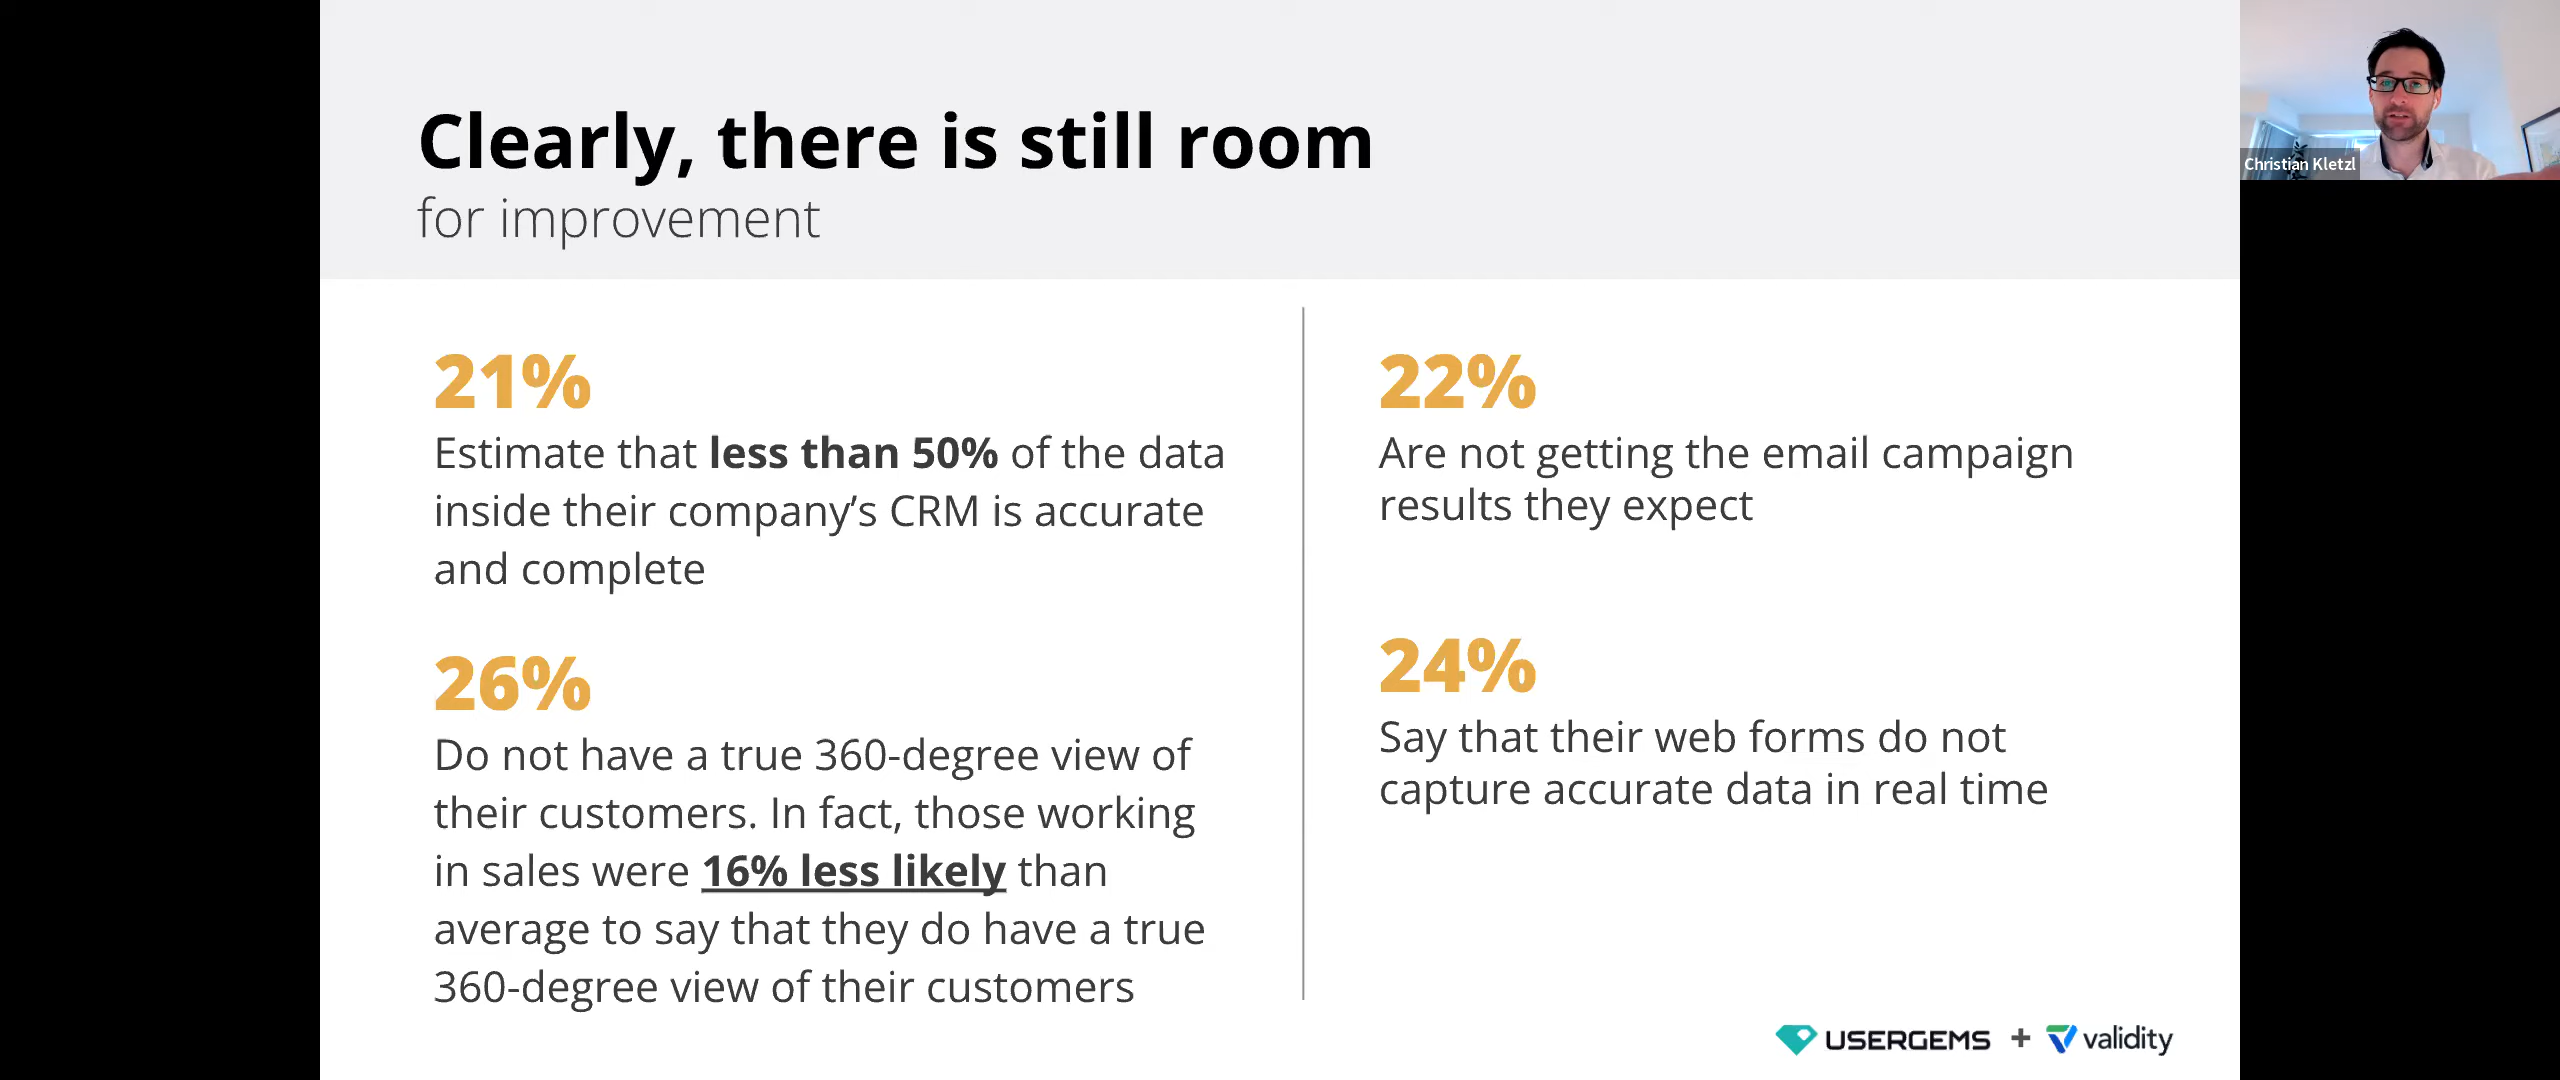 Clearly, there is still room
for improvement
21%
Estimate that less than 50% of the data
inside their company’s CRM is accurate
and complete
26%
Do not have a true 360-degree view of
their customers. In fact, those working
in sales were 16% less likely than
average to say that they do have a true
360-degree view of their customers
22%
Are not getting the email campaign
results they expect
24%
Say that their web forms do not
capture accurate data in real time
USERGEMS + validity
Christian Kletzl